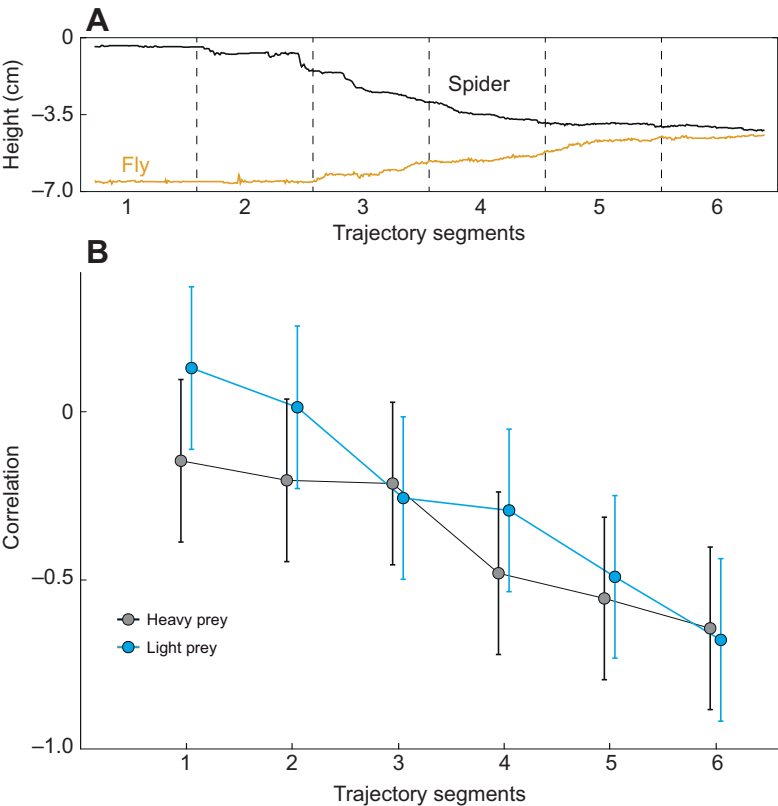 A
Height (cm)
0
–3.5
–7.0
Spider
Fly
1 2 3 4 5 6
Trajectory segments
B
Correlation
0
–0.5
–1.0
Heavy prey
Light prey
1 2 3 4 5 6
Trajectory segments